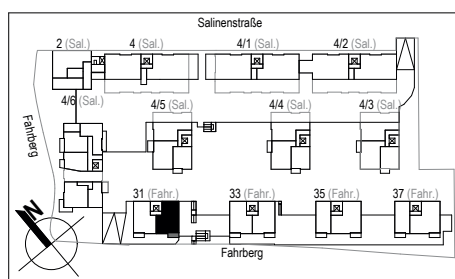 Salinenstraße
2 (Sal.) 4 (Sal.) 4/1 (Sal.) 4/2 (Sal.)
4/6 (Sal.) 4/5 (Sal.) 4/4 (Sal.) 4/3 (Sal.)
Fahrberg
31 (Fahr.) 33 (Fahr.) 35 (Fahr.) 37 (Fahr.)
N
Fahrberg